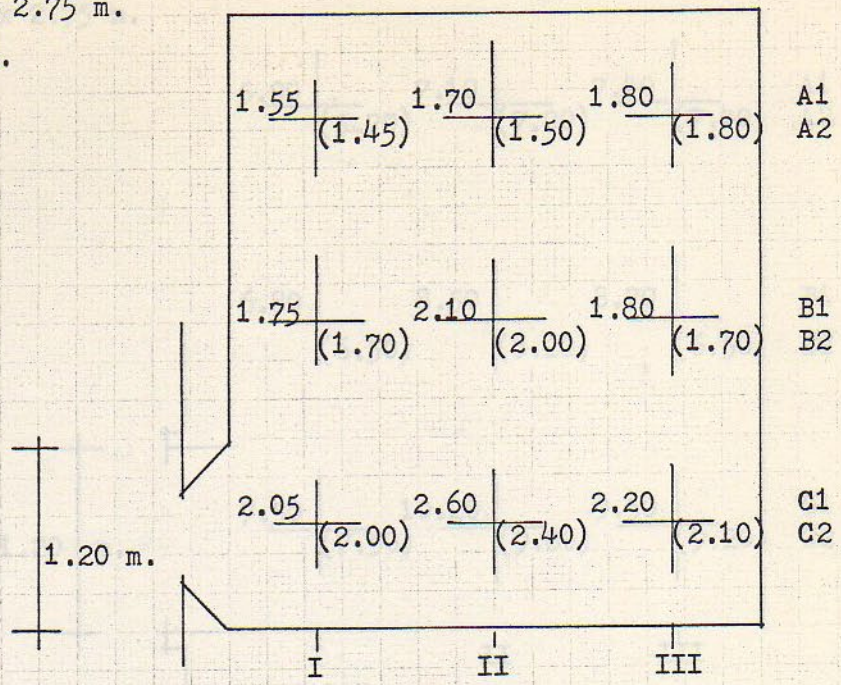 2.75 m.
.
1.55 1.70 1.80 A1
(1.45) (1.50) (1.80) A2
1.75 2.10 1.80 B1
(1.70) (2.00) (1.70) B2
2.05 2.60 2.20 C1
(2.00) (2.40) (2.10) C2
1.20 m.
I II III